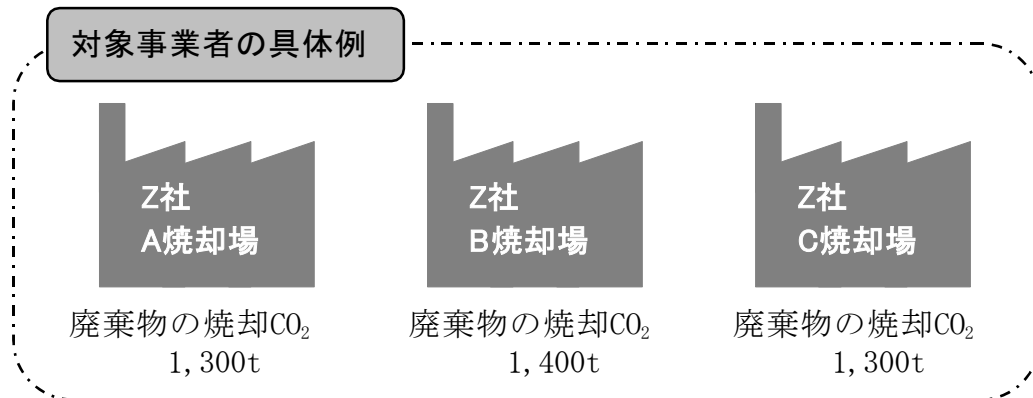 対象事業者の具体例
Z社
A焼却場
Z社
B焼却場
Z社
C焼却場
廃棄物の焼却CO₂
1,300t
廃棄物の焼却CO₂
1,400t
廃棄物の焼却CO₂
1,300t